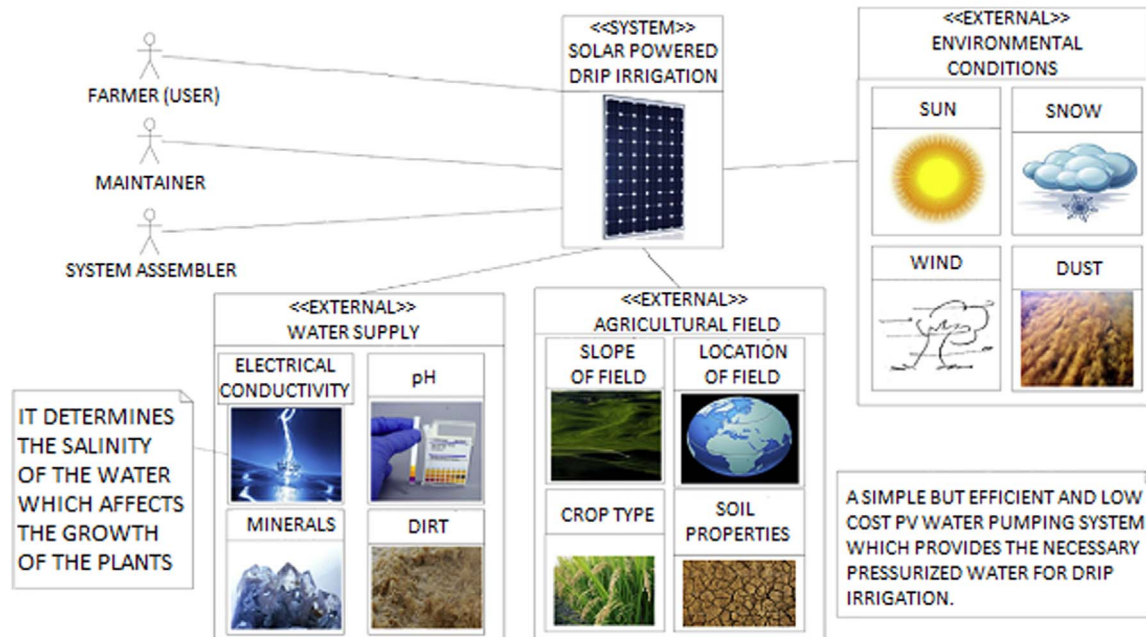 <<SYSTEM>>
SOLAR POWERED
DRIP IRRIGATION
FARMER (USER)
MAINTAINER
SYSTEM ASSEMBLER
<<EXTERNAL>>
ENVIRONMENTAL
CONDITIONS
SUN
SNOW
WIND
DUST
<<EXTERNAL>>
WATER SUPPLY
ELECTRICAL
CONDUCTIVITY
pH
MINERALS
DIRT
<<EXTERNAL>>
AGRICULTURAL FIELD
SLOPE
OF FIELD
LOCATION
OF FIELD
CROP TYPE
SOIL
PROPERTIES
IT DETERMINES
THE SALINITY
OF THE WATER
WHICH AFFECTS
THE GROWTH
OF THE PLANTS
A SIMPLE BUT EFFICIENT AND LOW
COST PV WATER PUMPING SYSTEM
WHICH PROVIDES THE NECESSARY
PRESSURIZED WATER FOR DRIP
IRRIGATION.